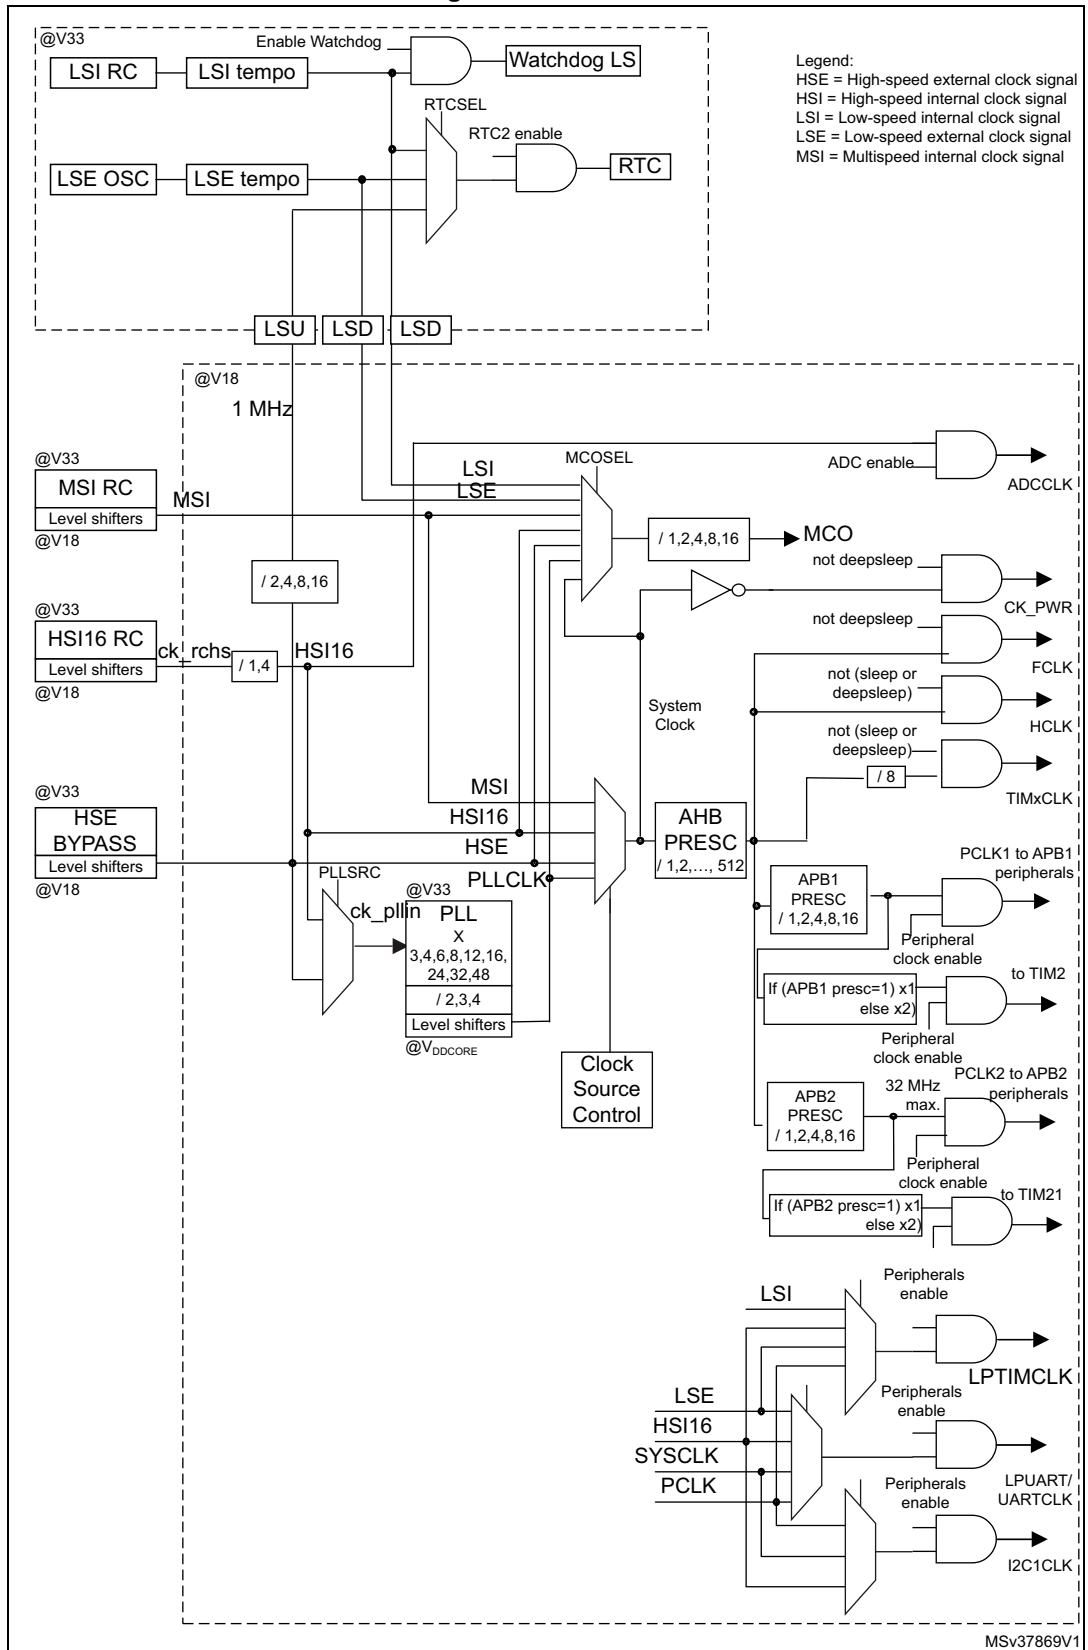 @V33
Enable Watchdog
LSI RC
LSI tempo
Watchdog LS
Legend:
HSE = High-speed external clock signal
HSI = High-speed internal clock signal
LSI = Low-speed internal clock signal
LSE = Low-speed external clock signal
MSI = Multispeed internal clock signal
RTCSEL
RTC2 enable
LSE OSC
LSE tempo
RTC
LSU
LSD
LSD
@V18
1 MHz
@V33
MSI RC
Level shifters
@V18
MSI
LSI
LSE
MCOSEL
ADC enable
ADCCLK
/ 1,2,4,8,16
MCO
/ 2,4,8,16
not deepsleep
CK_PWR
@V33
HSI16 RC
Level shifters
@V18
ck_rchs
/ 1,4
HSI16
not deepsleep
FCLK
System
Clock
not (sleep or
deepsleep)
HCLK
not (sleep or
deepsleep)
/ 8
TIMxCLK
@V33
HSE
BYPASS
Level shifters
@V18
MSI
HSI16
HSE
PLLCLK
AHB
PRESC
/ 1,2,..., 512
PLLSRC
ck_pllin
@V33
PLL
X
3,4,6,8,12,16,
24,32,48
/ 2,3,4
Level shifters
@VDDCORE
Clock
Source
Control
APB1
PRESC
/ 1,2,4,8,16
PCLK1 to APB1
peripherals
Peripheral
clock enable
If (APB1 presc=1) x1
else x2)
to TIM2
Peripheral
clock enable
APB2
PRESC
/ 1,2,4,8,16
32 MHz
max.
PCLK2 to APB2
peripherals
Peripheral
clock enable
If (APB2 presc=1) x1
else x2)
to TIM21
LSI
Peripherals
enable
LPTIMCLK
LSE
HSI16
SYSCLK
PCLK
Peripherals
enable
LPUART/
UARTCLK
Peripherals
enable
I2C1CLK
MSv37869V1